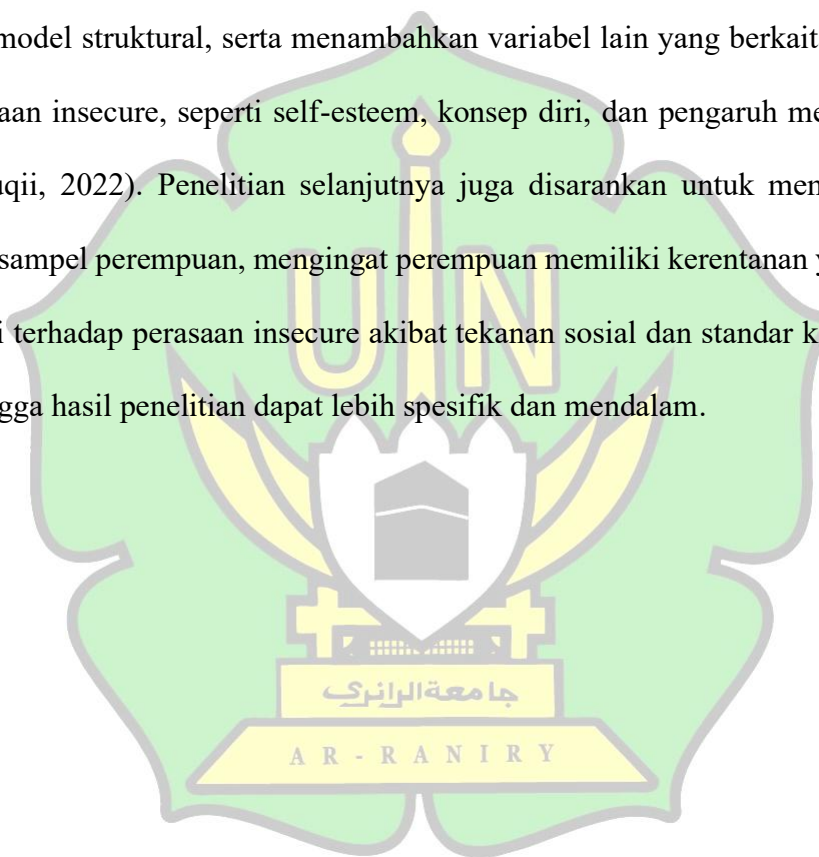 model struktural, serta menambahkan variabel lain yang berkait
aan insecure, seperti self-esteem, konsep diri, dan pengaruh me
uqii, 2022). Penelitian selanjutnya juga disarankan untuk men
sampel perempuan, mengingat perempuan memiliki kerentanan y
i terhadap perasaan insecure akibat tekanan sosial dan standar k
gga hasil penelitian dapat lebih spesifik dan mendalam.
UIN
جامعةالرانري
AR-RANIRY